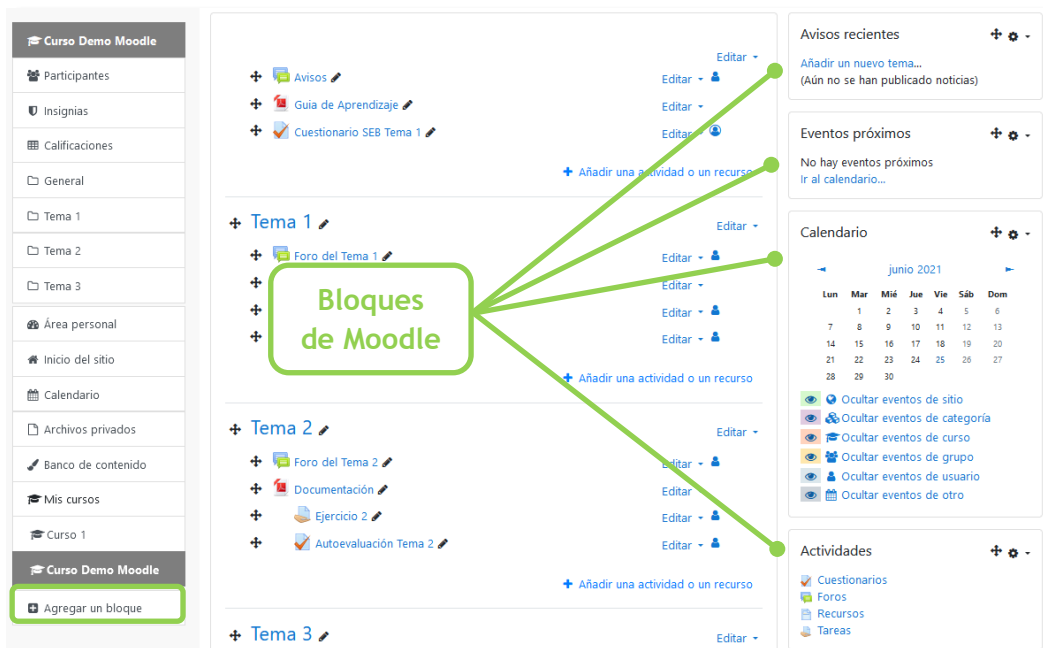 Curso Demo Moodle
Participantes
Insignias
Calificaciones
General
Tema 1
Tema 2
Tema 3
Área personal
Inicio del sitio
Calendario
Archivos privados
Banco de contenido
Mis cursos
Curso 1
Curso Demo Moodle
Agregar un bloque
Editar
Avisos Editar
Guia de Aprendizaje Editar
Cuestionario SEB Tema 1 Editar
Añadir una actividad o un recurso
Tema 1 Editar
Foro del Tema 1 Editar
Editar
Editar
Editar
Bloques
de Moodle
Añadir una actividad o un recurso
Tema 2 Editar
Foro del Tema 2 Editar
Documentación Editar
Ejercicio 2 Editar
Autoevaluación Tema 2 Editar
Añadir una actividad o un recurso
Tema 3 Editar
Avisos recientes
Añadir un nuevo tema...
(Aún no se han publicado noticias)
Eventos próximos
No hay eventos próximos
Ir al calendario...
Calendario
◄ junio 2021 ►
Lun Mar Mié Jue Vie Sáb Dom
1 2 3 4 5 6
7 8 9 10 11 12 13
14 15 16 17 18 19 20
21 22 23 24 25 26 27
28 29 30
Ocultar eventos de sitio
Ocultar eventos de categoría
Ocultar eventos de curso
Ocultar eventos de grupo
Ocultar eventos de usuario
Ocultar eventos de otro
Actividades
Cuestionarios
Foros
Recursos
Tareas